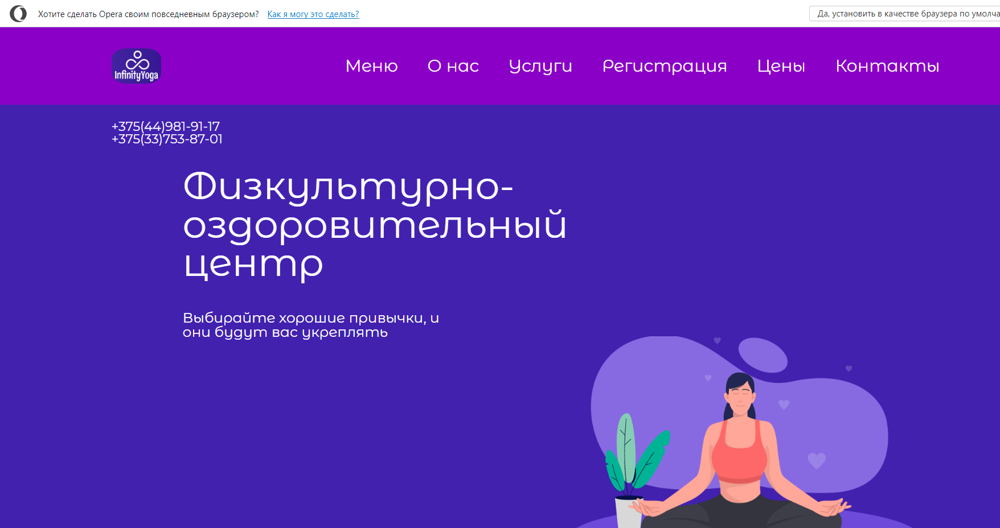 Хотите сделать Opera своим повседневным браузером? Как я могу это сделать? Да, установить в качестве браузера по умолча
InfinityYoga Меню О нас Услуги Регистрация Цены Контакты
+375(44)981-91-17
+375(33)753-87-01
Физкультурно-
оздоровительный
центр
Выбирайте хорошие привычки, и
они будут вас укреплять